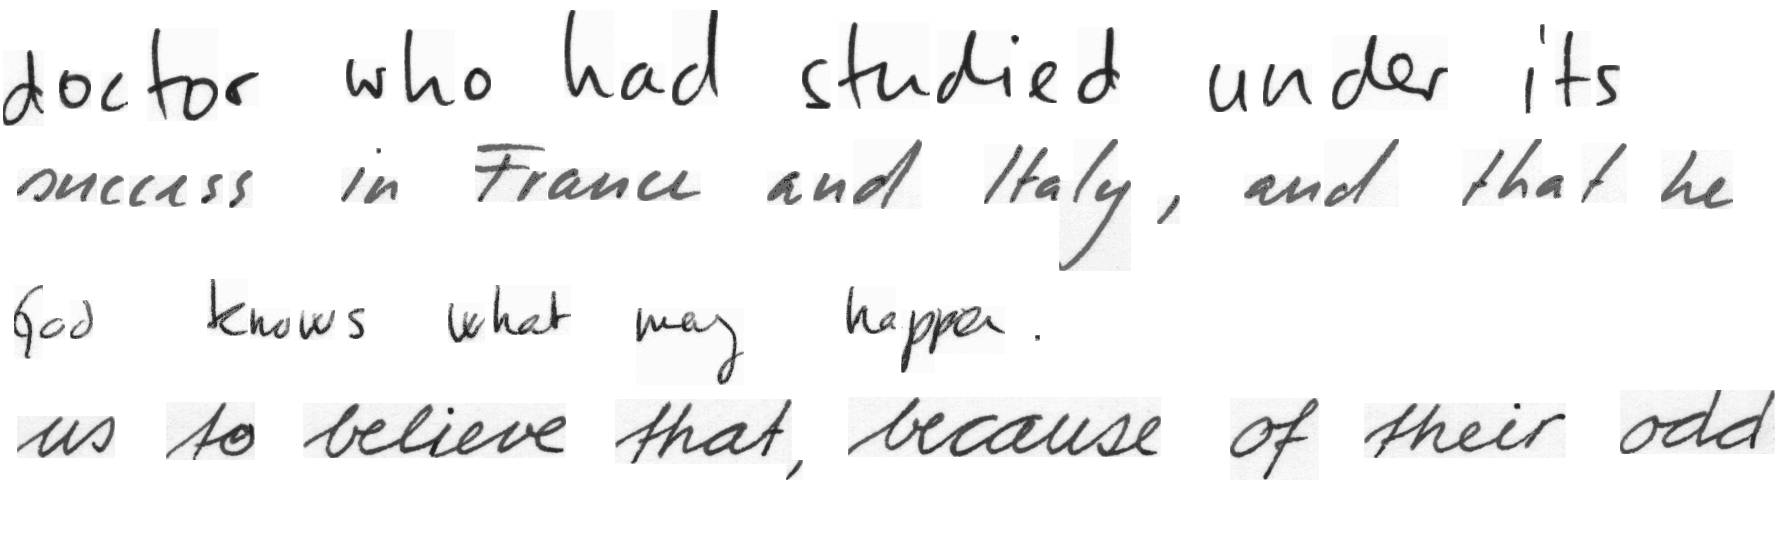 doctor who had studied under its
success in France and Italy, and that he
God knows what may happen.
us to believe that, because of their odd